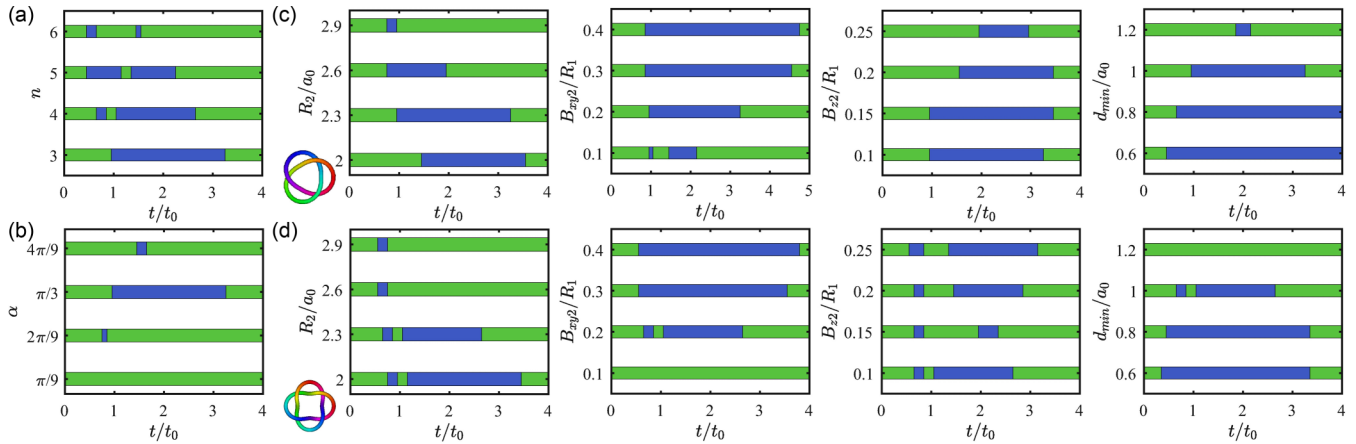 (a)
6
5
4
3
n
0 1 2 3 4
t/t₀
(c)
2.9
2.6
2.3
2
R₂/a₀
0 1 2 3 4
t/t₀
0.4
0.3
0.2
0.1
Bxy2/R₁
0 1 2 3 4 5
t/t₀
0.25
0.2
0.15
0.1
Bz2/R₁
0 1 2 3 4
t/t₀
1.2
1
0.8
0.6
dmin/a₀
0 1 2 3 4
t/t₀
(b)
4π/9
π/3
2π/9
π/9
α
0 1 2 3 4
t/t₀
(d)
2.9
2.6
2.3
2
R₂/a₀
0 1 2 3 4
t/t₀
0.4
0.3
0.2
0.1
Bxy2/R₁
0 1 2 3 4
t/t₀
0.25
0.2
0.15
0.1
Bz2/R₁
0 1 2 3 4
t/t₀
1.2
1
0.8
0.6
dmin/a₀
0 1 2 3 4
t/t₀